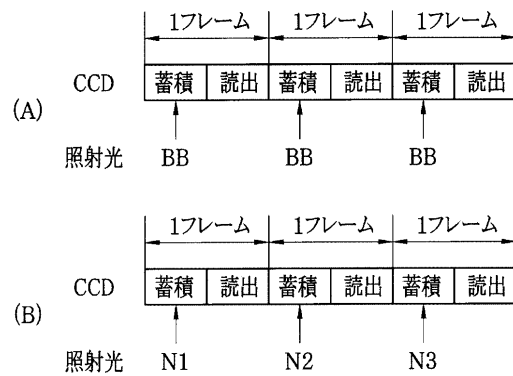 1フレーム 1フレーム 1フレーム
(A) CCD 蓄積 読出 蓄積 読出 蓄積 読出
照射光 BB BB BB
1フレーム 1フレーム 1フレーム
(B) CCD 蓄積 読出 蓄積 読出 蓄積 読出
照射光 N1 N2 N3